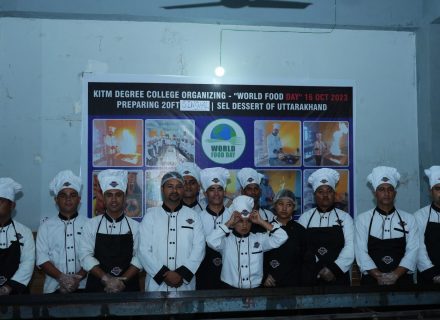 KITM DEGREE COLLEGE ORGANIZING - "WORLD FOOD DAY" 16 OCT 2023
PREPARING 20FT | SEL DESSERT OF UTTARAKHAND
WORLD
FOOD DAY